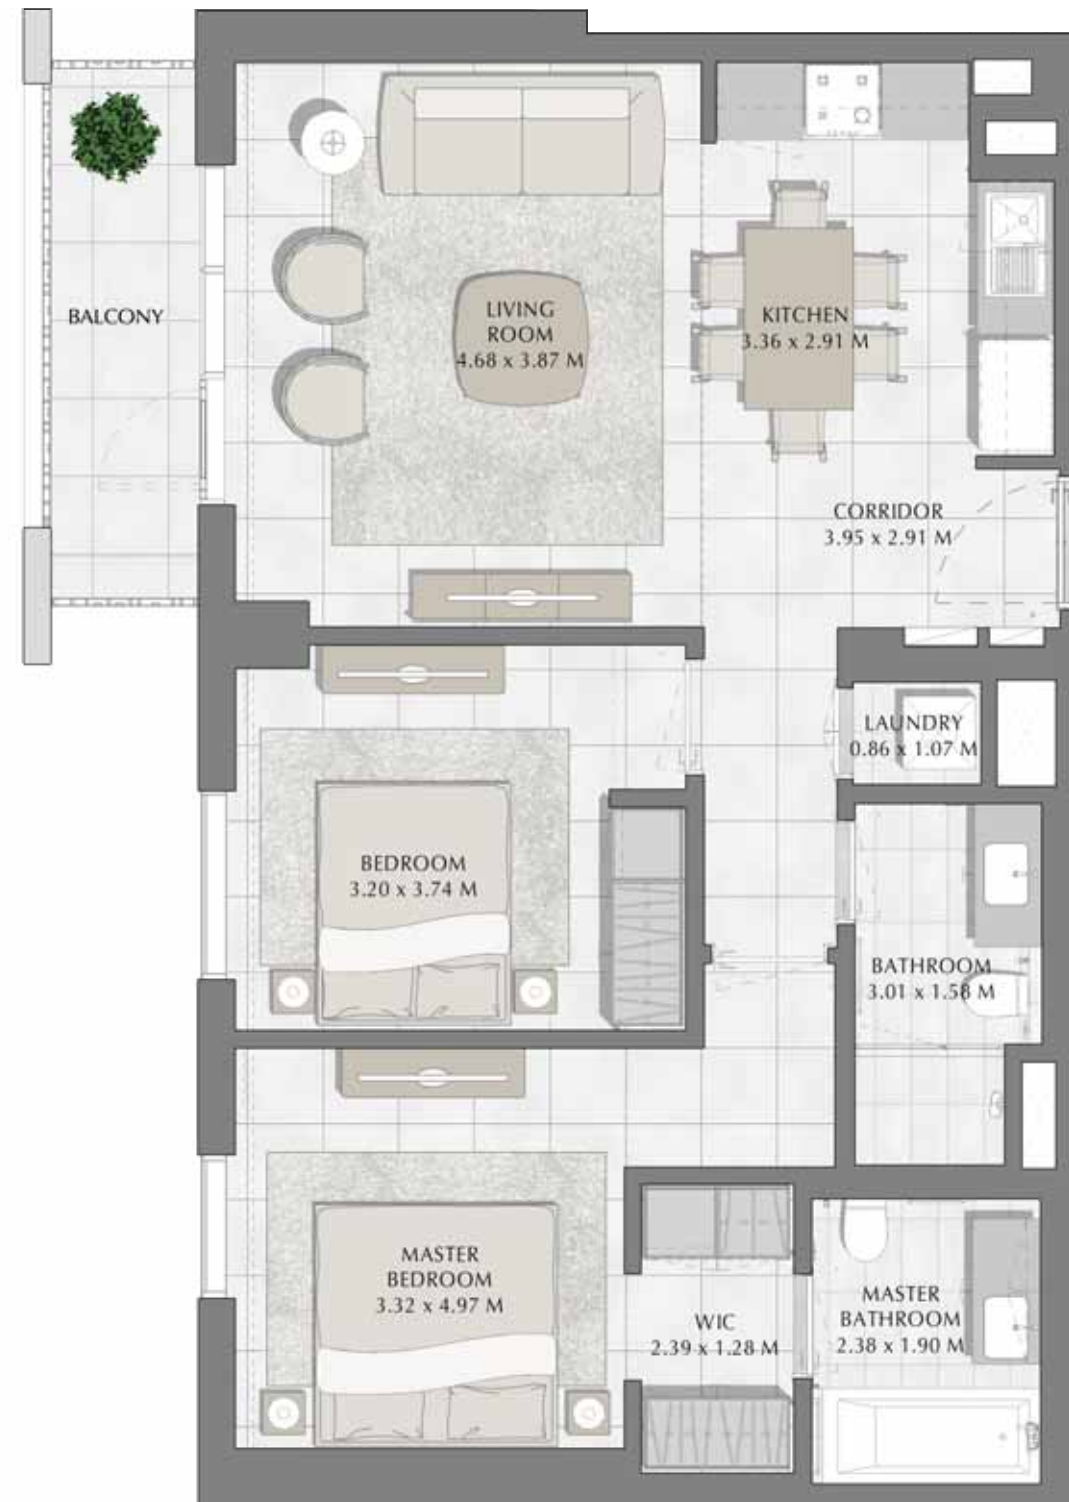 BALCONY
LIVING
ROOM
4.68 x 3.87 M
KITCHEN
3.36 x 2.91 M
CORRIDOR
3.95 x 2.91 M
LAUNDRY
0.86 x 1.07 M
BEDROOM
3.20 x 3.74 M
BATHROOM
3.01 x 1.58 M
MASTER
BEDROOM
3.32 x 4.97 M
WIC
2.39 x 1.28 M
MASTER
BATHROOM
2.38 x 1.90 M